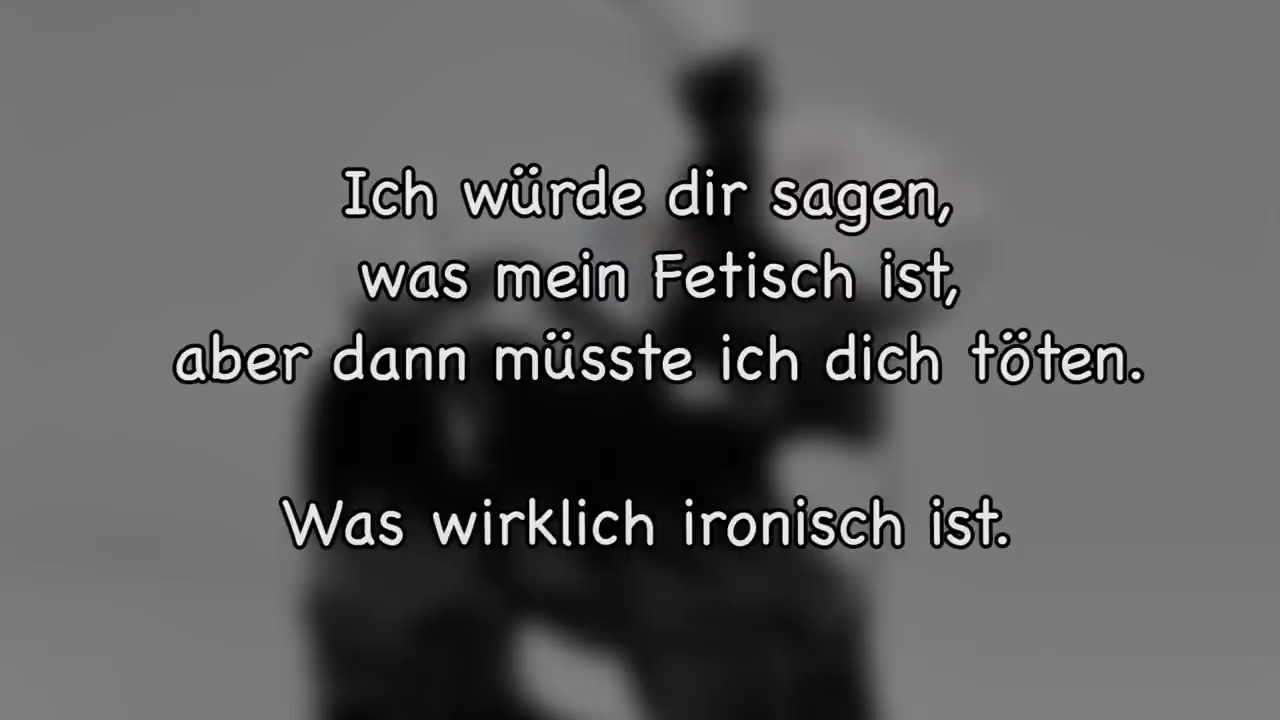 Ich würde dir sagen,
was mein Fetisch ist,
aber dann müsste ich dich töten.
Was wirklich ironisch ist.